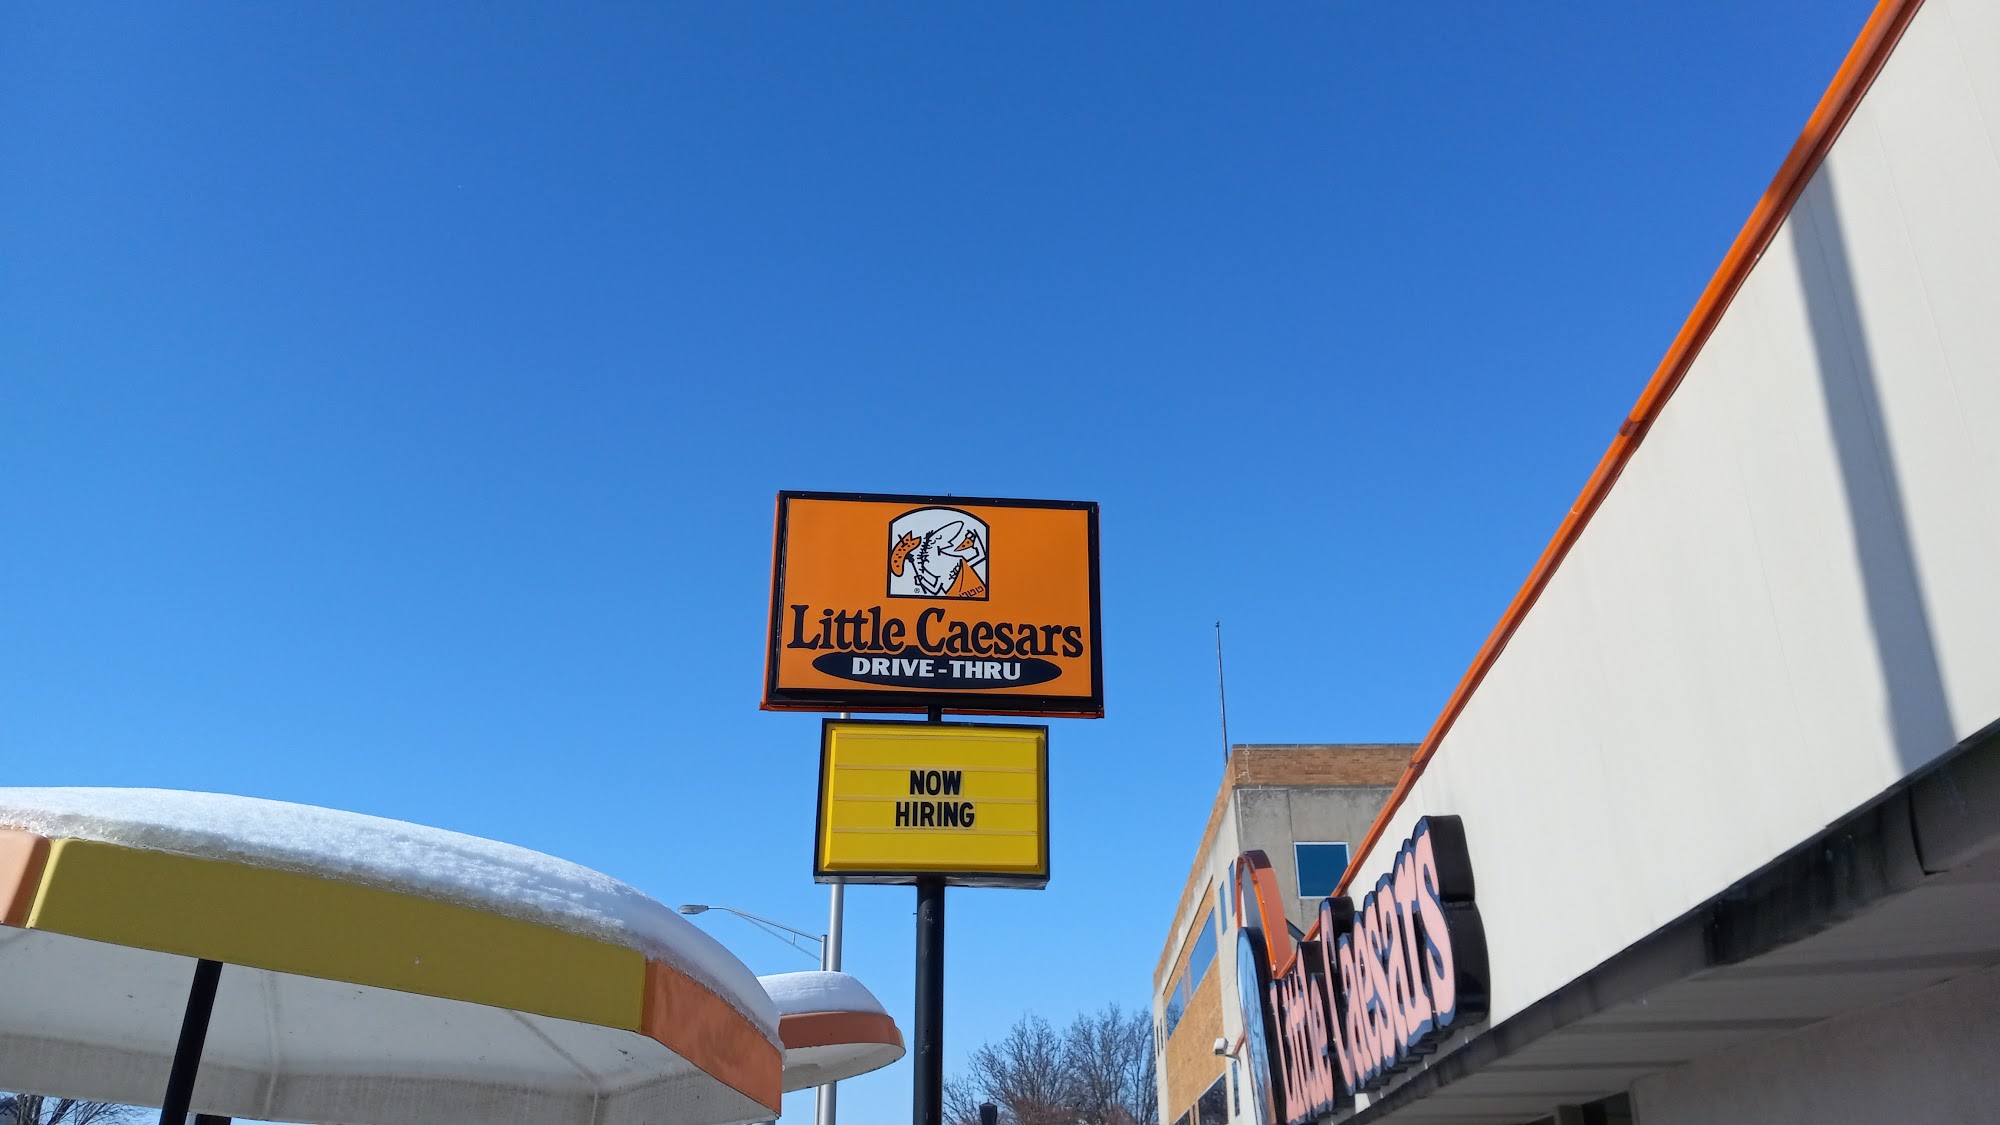 Little Caesars
DRIVE-THRU
NOW
HIRING
Little Caesars